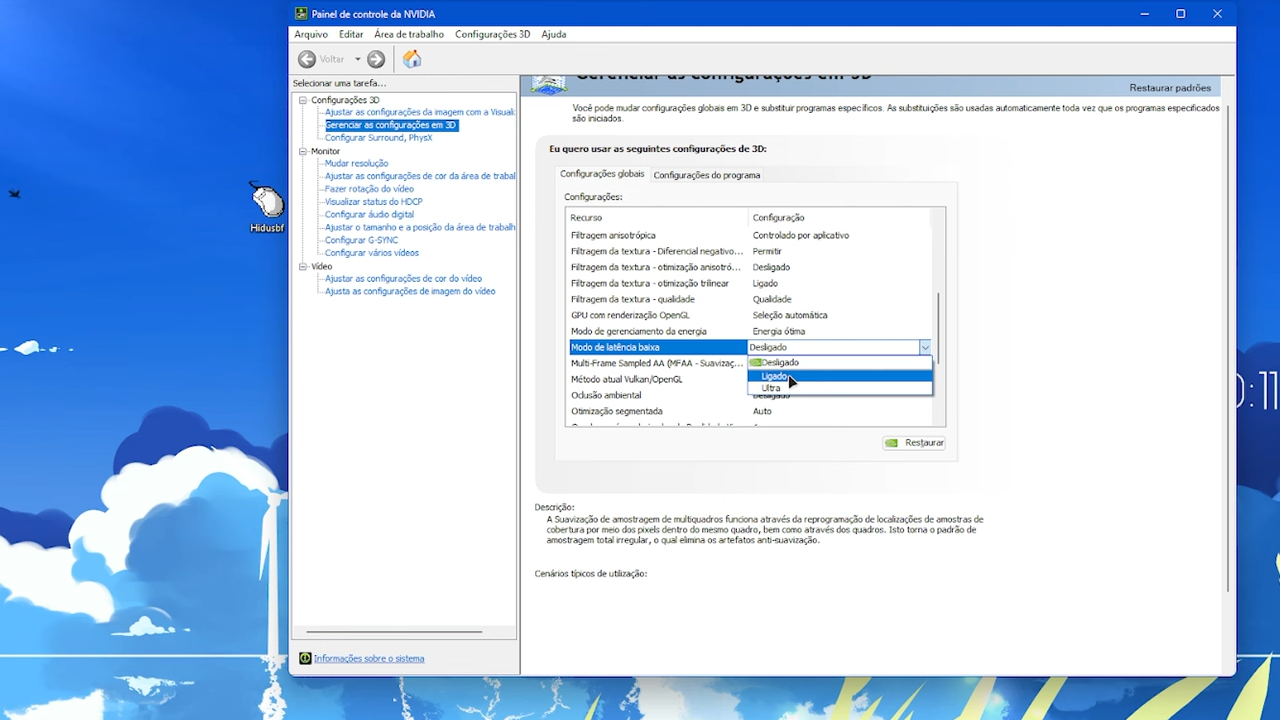 Painel de controle da NVIDIA
Arquivo Editar Área de trabalho Configurações 3D Ajuda
Voltar
Selecionar uma tarefa...
Configurações 3D
Ajustar as configurações da imagem com a Visuali
Gerenciar as configurações em 3D
Configurar Surround, PhysX
Monitor
Mudar resolução
Ajustar as configurações de cor da área de trabal
Fazer rotação do vídeo
Visualizar status do HDCP
Configurar áudio digital
Ajustar o tamanho e a posição da área de trabalh
Configurar G-SYNC
Configurar vários vídeos
Vídeo
Ajustar as configurações de cor do vídeo
Ajusta as configurações de imagem do vídeo
Informações sobre o sistema
Hidusbf
Gerenciar as configurações em 3D
Restaurar padrões
Você pode mudar configurações globais em 3D e substituir programas específicos. As substituições são usadas automaticamente toda vez que os programas especificados
são iniciados.
Eu quero usar as seguintes configurações de 3D:
Configurações globais Configurações do programa
Configurações:
Recurso Configuração
Filtragem anisotrópica Controlado por aplicativo
Filtragem da textura - Diferencial negativo... Permitir
Filtragem da textura - otimização anisotró... Desligado
Filtragem da textura - otimização trilinear Ligado
Filtragem da textura - qualidade Qualidade
GPU com renderização OpenGL Seleção automática
Modo de gerenciamento da energia Energia ótima
Modo de latência baixa Desligado
Multi-Frame Sampled AA (MFAA - Suavizaç... Desligado
Método atual Vulkan/OpenGL Ligado
Ultra
Oclusão ambiental Desligado
Otimização segmentada Auto
Restaurar
Descrição:
A Suavização de amostragem de multiquadros funciona através da reprogramação de localizações de amostras de
cobertura por meio dos pixels dentro do mesmo quadro, bem como através dos quadros. Isto torna o padrão de
amostragem total irregular, o qual elimina os artefatos anti-suavização.
Cenários típicos de utilização:
0:11